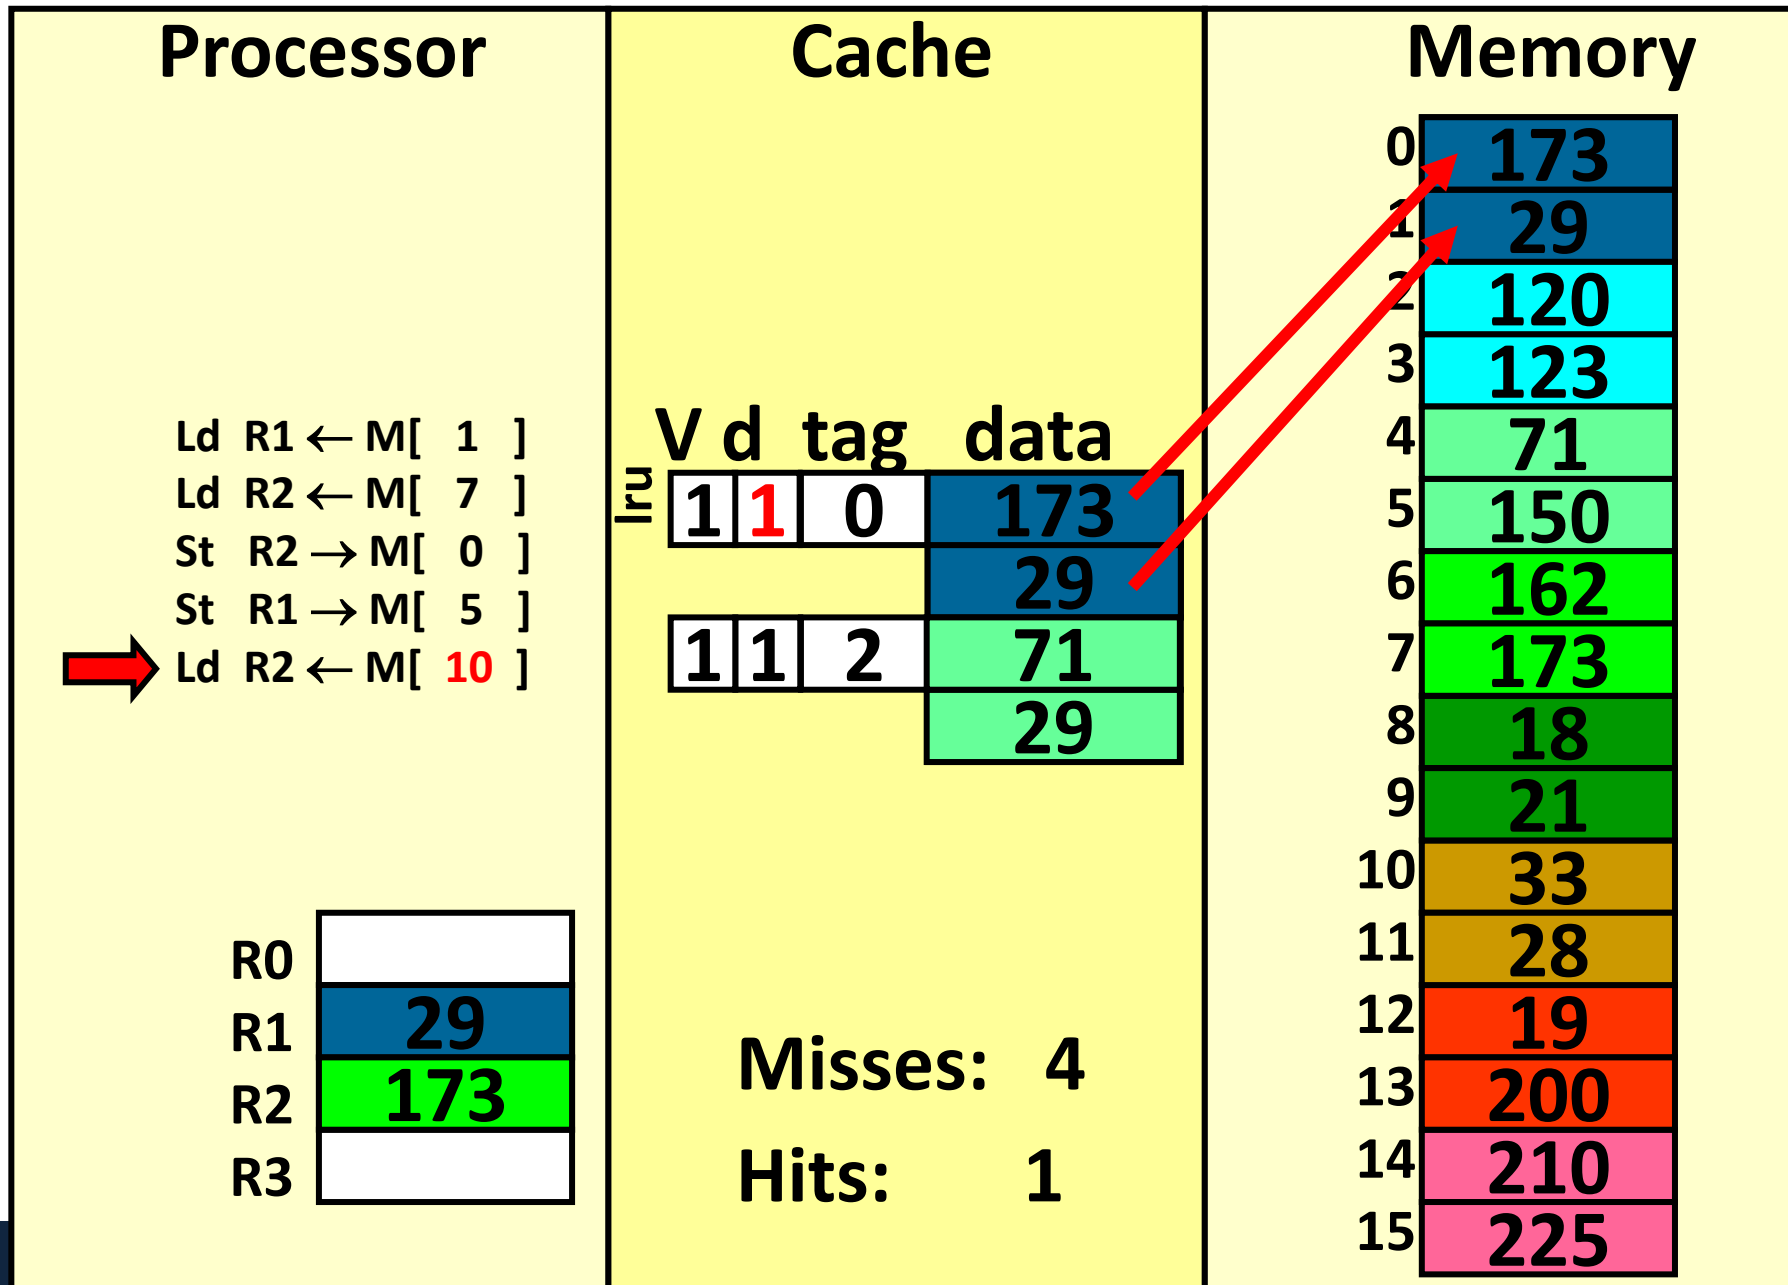 Processor
Ld R1 ← M[ 1 ]
Ld R2 ← M[ 7 ]
St R2 → M[ 0 ]
St R1 → M[ 5 ]
Ld R2 ← M[ 10 ]
R0
R1 29
R2 173
R3
Cache
V d tag data
lru
1 1 0 173
29
1 1 2 71
29
Misses: 4
Hits: 1
Memory
0 173
1 29
2 120
3 123
4 71
5 150
6 162
7 173
8 18
9 21
10 33
11 28
12 19
13 200
14 210
15 225